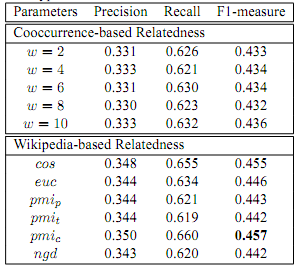 Parameters Precision Recall F1-measure
Cooccurrence-based Relatedness
w = 2 0.331 0.626 0.433
w = 4 0.333 0.621 0.434
w = 6 0.331 0.630 0.434
w = 8 0.330 0.623 0.432
w = 10 0.333 0.632 0.436
Wikipedia-based Relatedness
cos 0.348 0.655 0.455
euc 0.344 0.634 0.446
pmi_p 0.344 0.621 0.443
pmi_t 0.344 0.619 0.442
pmi_c 0.350 0.660 0.457
ngd 0.343 0.620 0.442